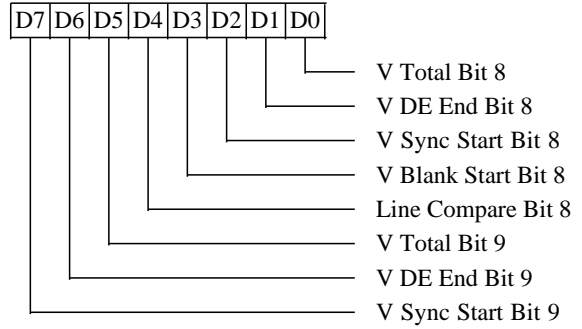 D7 D6 D5 D4 D3 D2 D1 D0
V Total Bit 8
V DE End Bit 8
V Sync Start Bit 8
V Blank Start Bit 8
Line Compare Bit 8
V Total Bit 9
V DE End Bit 9
V Sync Start Bit 9